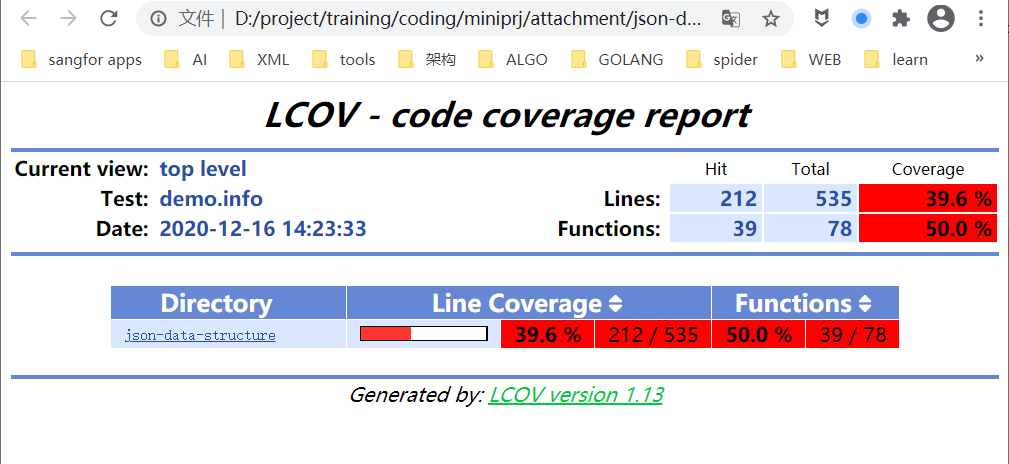 文件 | D:/project/training/coding/miniprj/attachment/json-d...
sangfor apps AI XML tools 架构 ALGO GOLANG spider WEB learn »
LCOV - code coverage report
Current view: top level Hit Total Coverage
Test: demo.info Lines: 212 535 39.6 %
Date: 2020-12-16 14:23:33 Functions: 39 78 50.0 %
Directory Line Coverage Functions
json-data-structure 39.6 % 212 / 535 50.0 % 39 / 78
Generated by: LCOV version 1.13